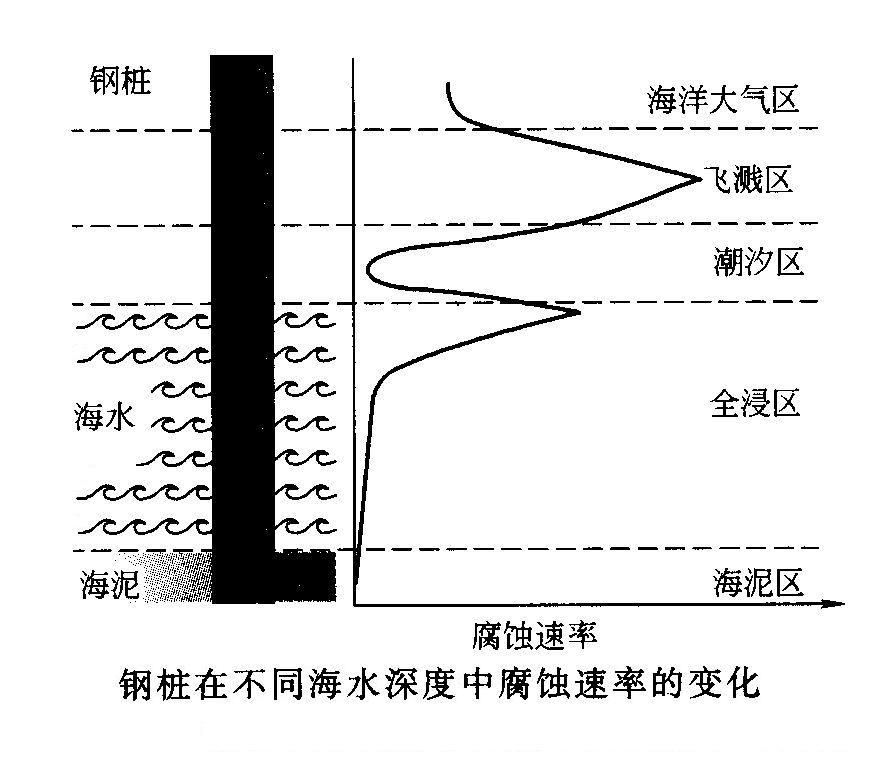 钢桩
海洋大气区
飞溅区
潮汐区
海水
全浸区
海泥
海泥区
腐蚀速率
钢桩在不同海水深度中腐蚀速率的变化